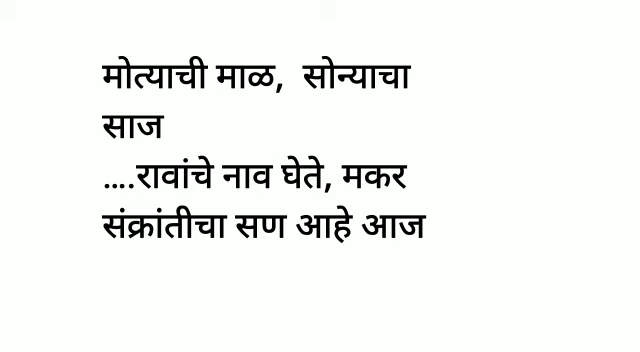 मोत्याची माळ,  सोन्याचा
साज
....रावांचे नाव घेते, मकर
संक्रांतीचा सण आहे आज